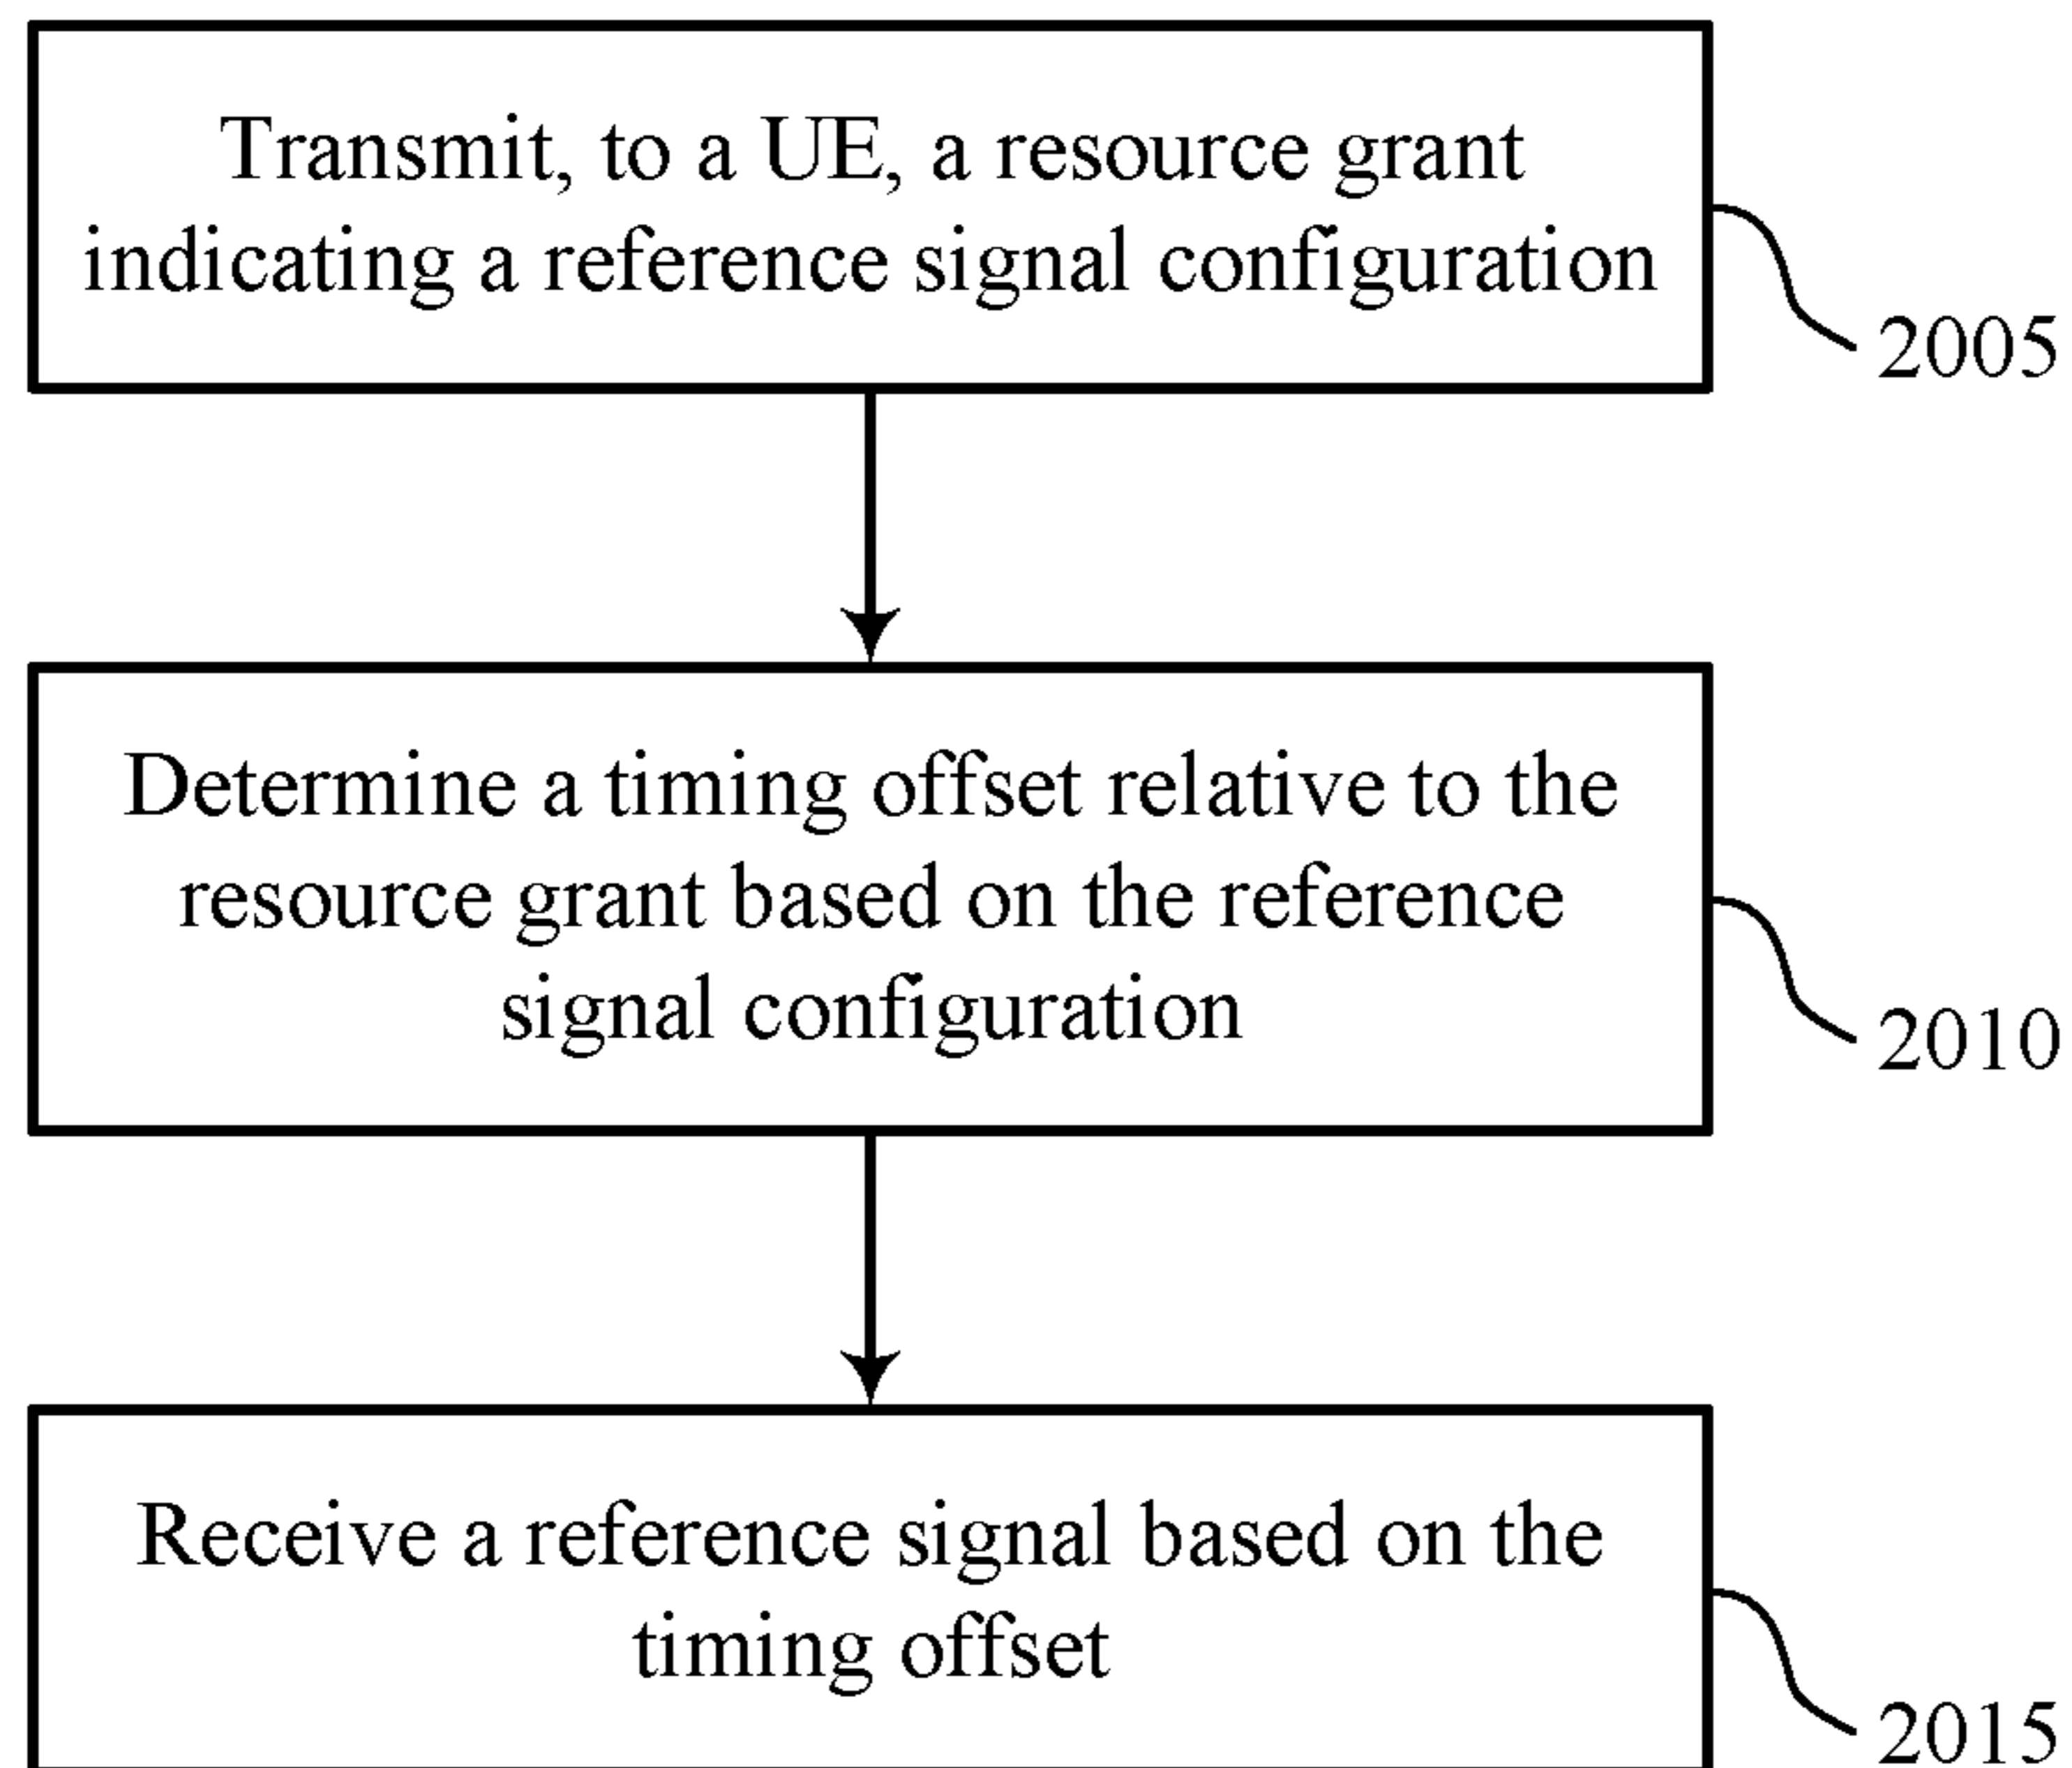 Transmit, to a UE, a resource grant
indicating a reference signal configuration
2005
Determine a timing offset relative to the
resource grant based on the reference
signal configuration
2010
Receive a reference signal based on the
timing offset
2015